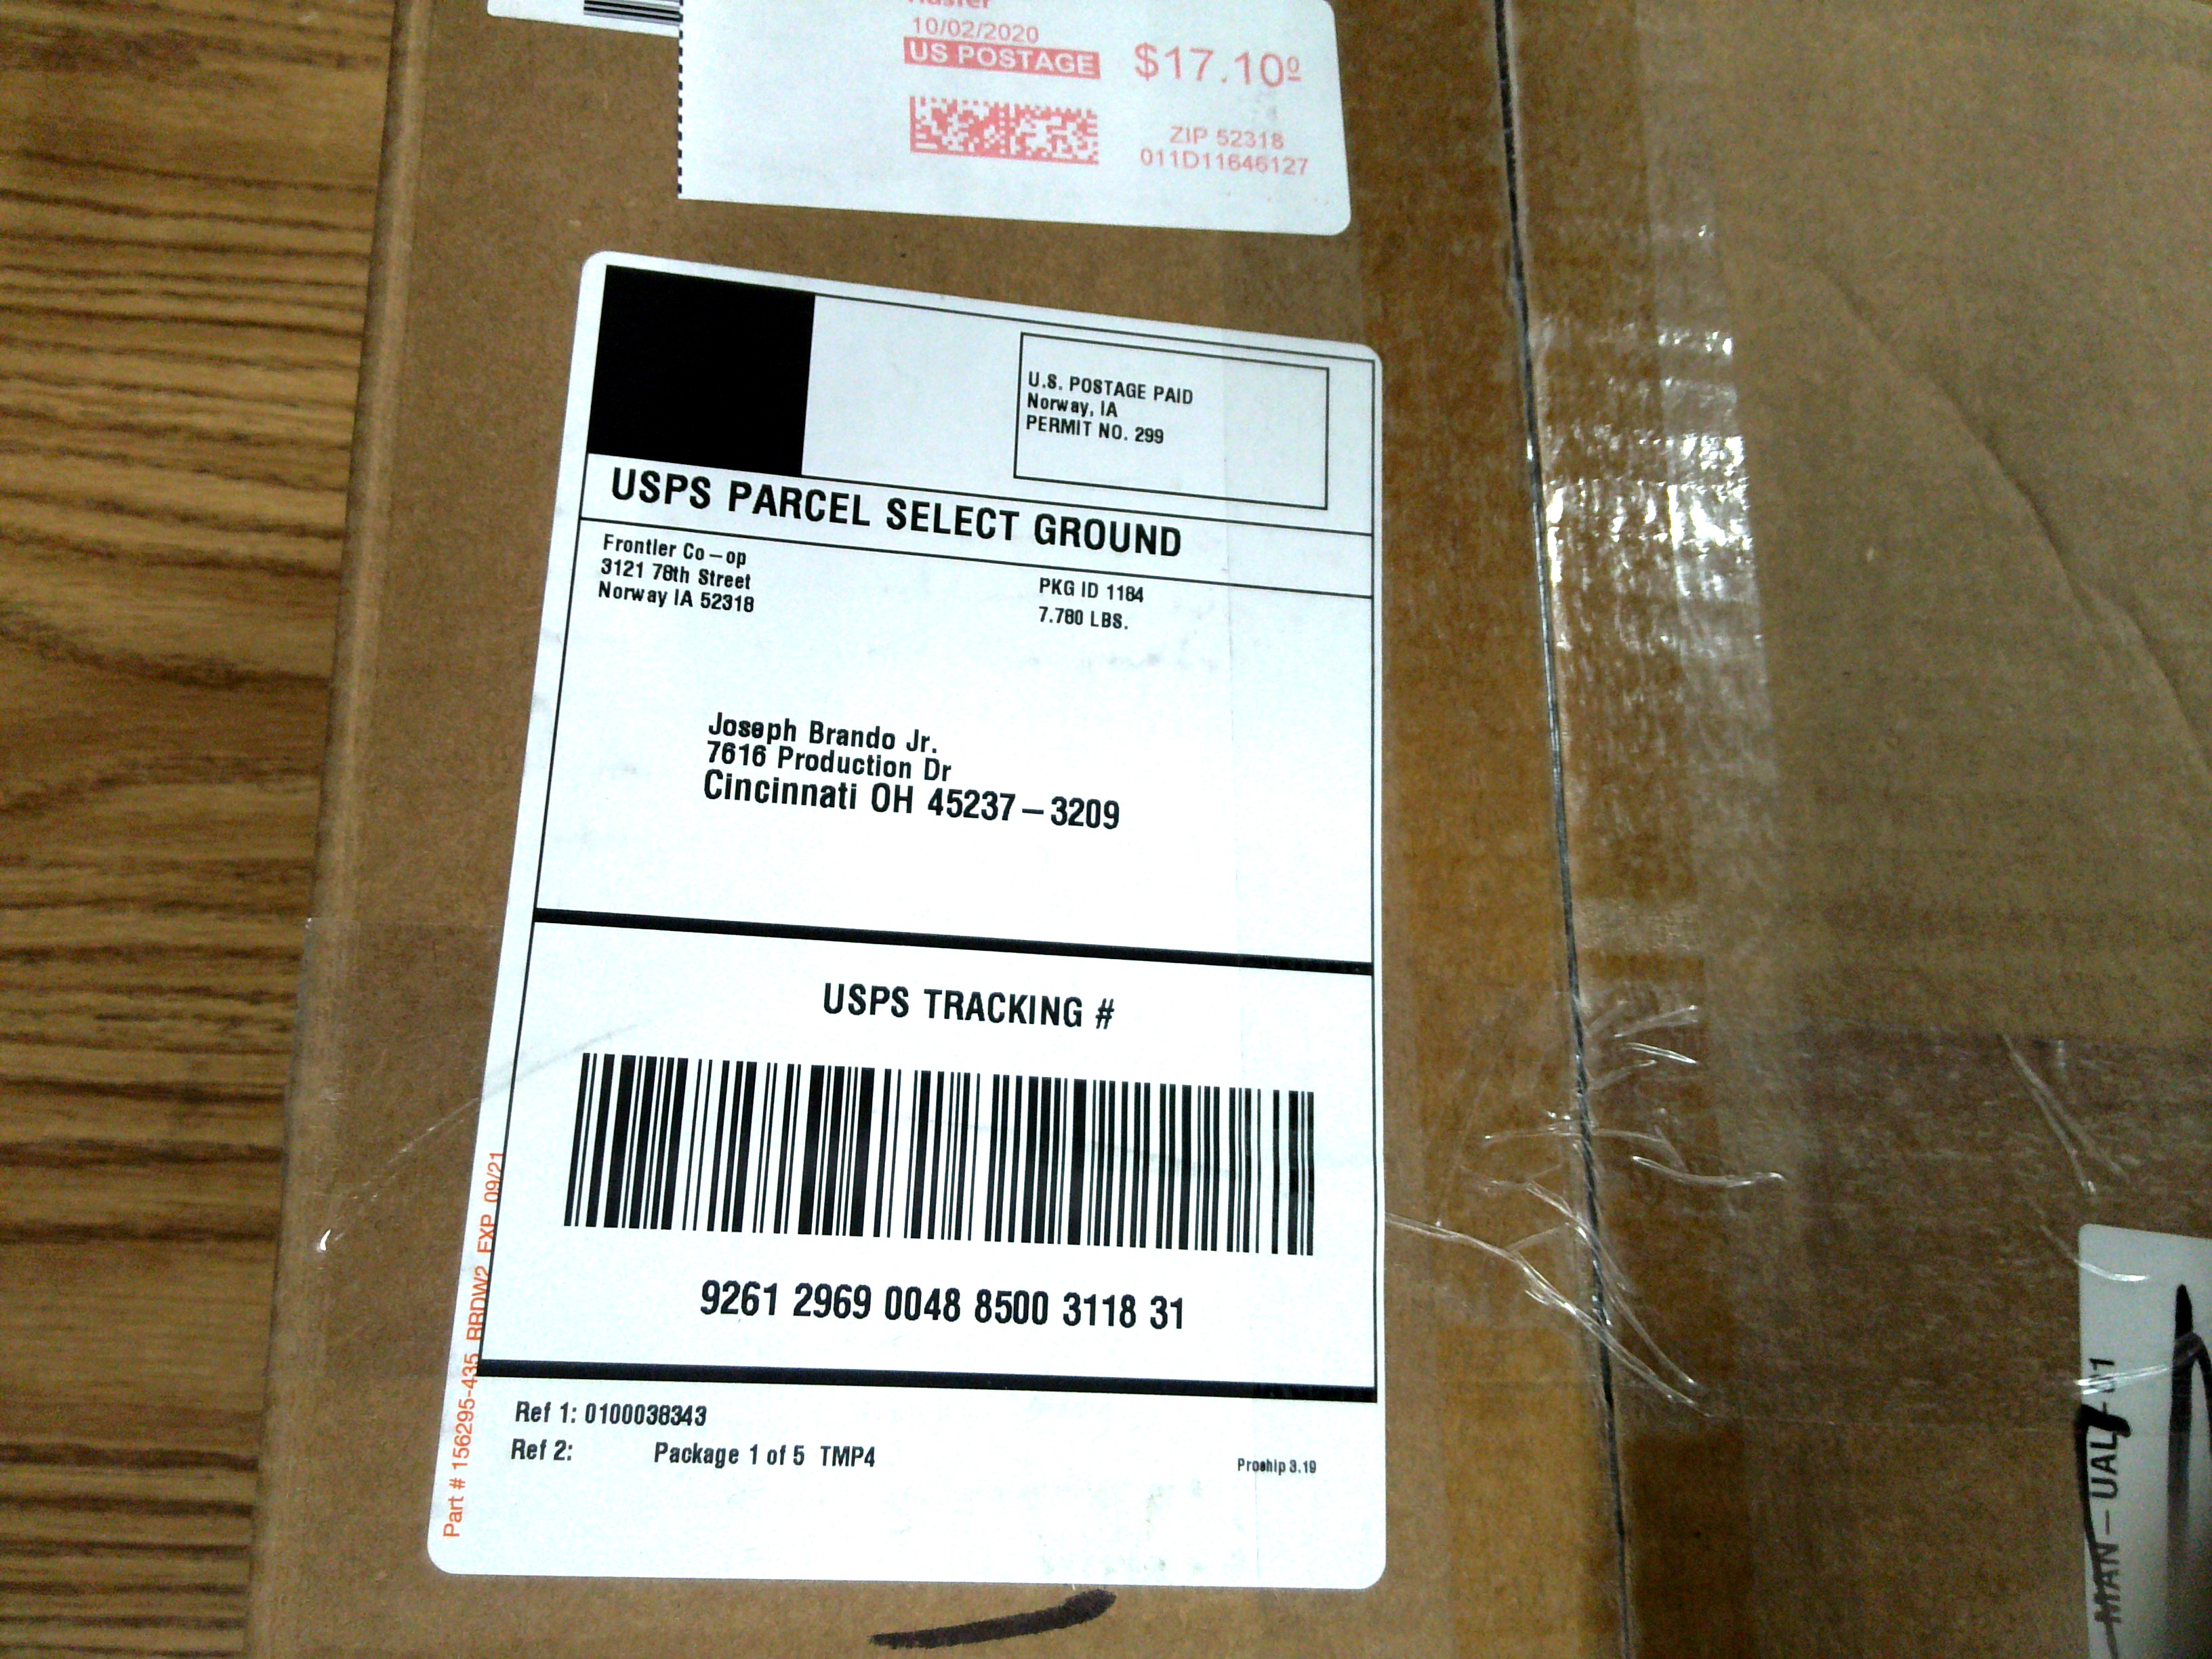 10/02/2020
US POSTAGE
$17.10º
ZIP 52318
011D11646127
U.S. POSTAGE PAID
Norway, IA
PERMIT NO. 299
USPS PARCEL SELECT GROUND
Frontier Co-op
3121 78th Street
Norway IA 52318
PKG ID 1184
7.780 LBS.
Joseph Brando Jr.
7616 Production Dr
Cincinnati OH 45237-3209
USPS TRACKING #
9261 2969 0048 8500 3118 31
Ref 1: 0100038343
Ref 2: Package 1 of 5 TMP4
Proship 3.19
Part # 156295-435 RRDW2 EXP 09/21